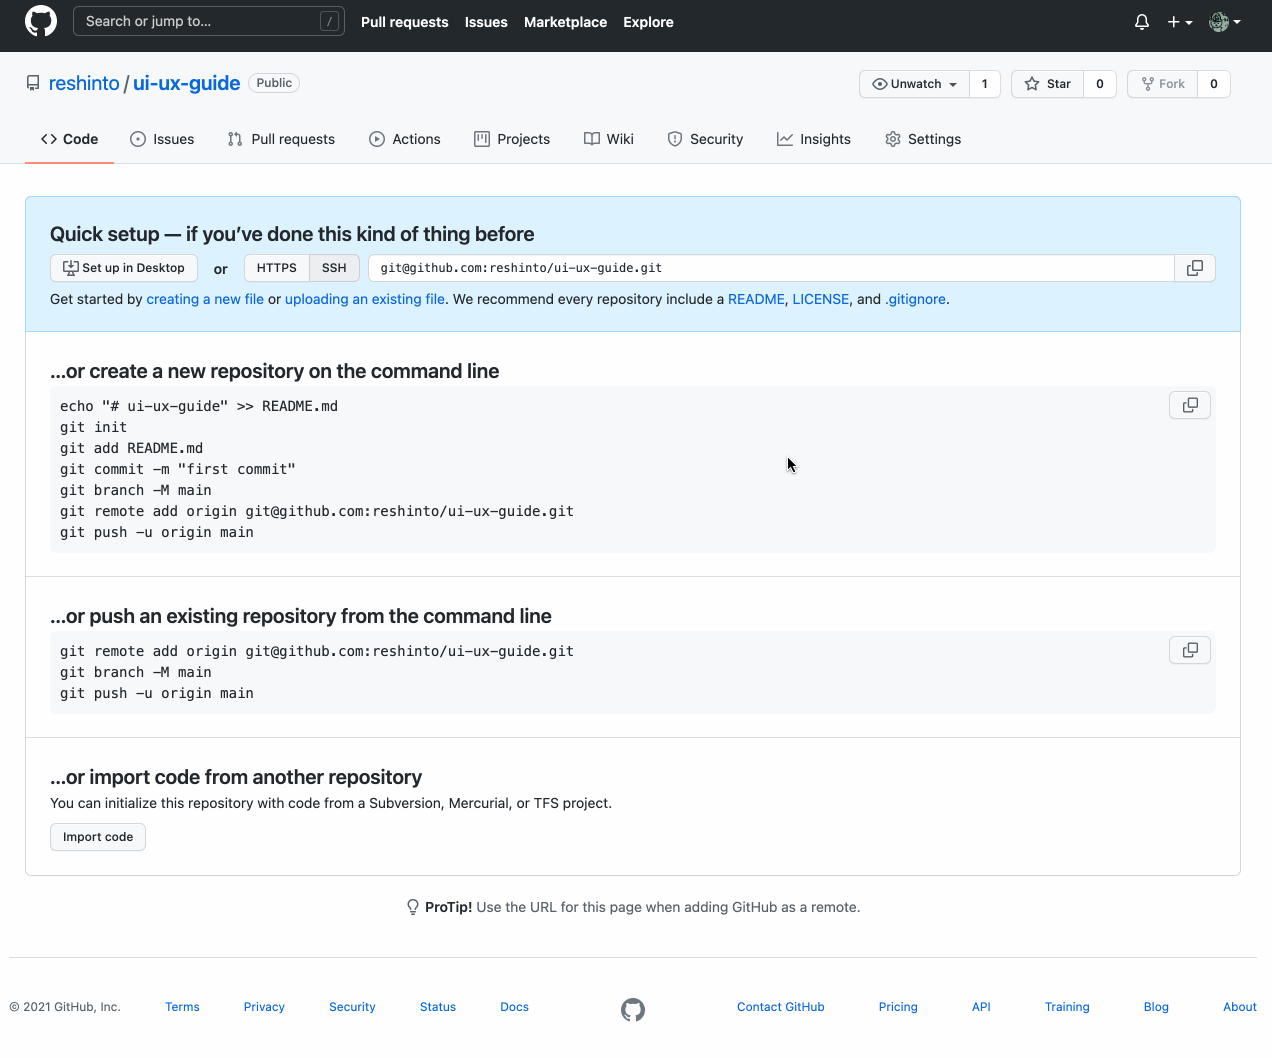 Search or jump to... /
Pull requests Issues Marketplace Explore
reshinto / ui-ux-guide Public
Unwatch 1 Star 0 Fork 0
Code Issues Pull requests Actions Projects Wiki Security Insights Settings
Quick setup — if you’ve done this kind of thing before
Set up in Desktop or HTTPS SSH git@github.com:reshinto/ui-ux-guide.git
Get started by creating a new file or uploading an existing file. We recommend every repository include a README, LICENSE, and .gitignore.
…or create a new repository on the command line
echo "# ui-ux-guide" >> README.md
git init
git add README.md
git commit -m "first commit"
git branch -M main
git remote add origin git@github.com:reshinto/ui-ux-guide.git
git push -u origin main
…or push an existing repository from the command line
git remote add origin git@github.com:reshinto/ui-ux-guide.git
git branch -M main
git push -u origin main
…or import code from another repository
You can initialize this repository with code from a Subversion, Mercurial, or TFS project.
Import code
ProTip! Use the URL for this page when adding GitHub as a remote.
© 2021 GitHub, Inc. Terms Privacy Security Status Docs Contact GitHub Pricing API Training Blog About